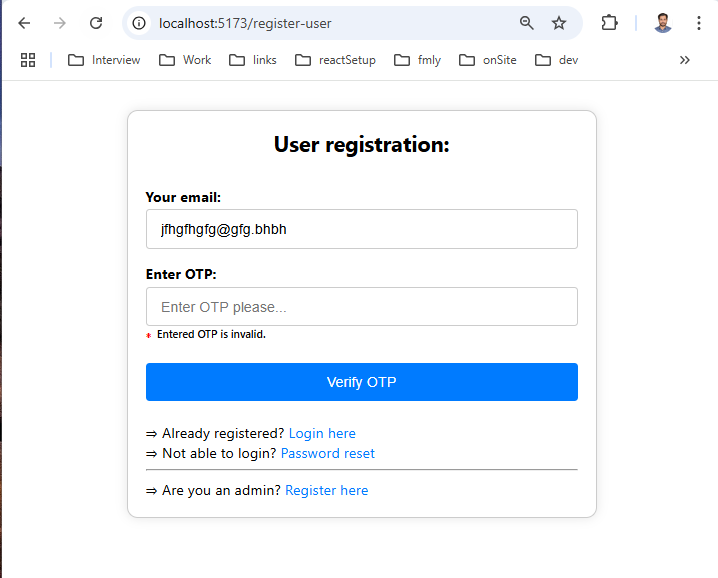 localhost:5173/register-user
Interview Work links reactSetup fmly onSite dev »
User registration:
Your email:
jfhgfhgfg@gfg.bhbh
Enter OTP:
Enter OTP please...
* Entered OTP is invalid.
Verify OTP
⇒ Already registered? Login here
⇒ Not able to login? Password reset
⇒ Are you an admin? Register here